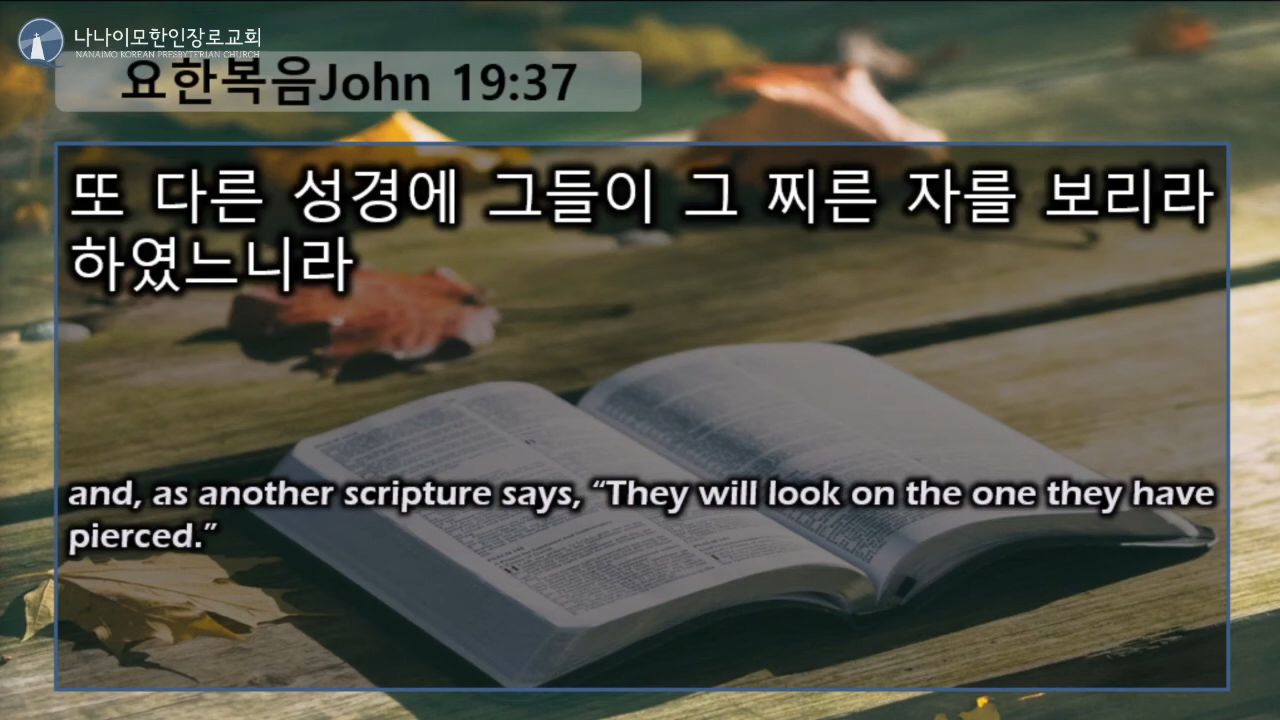 나나이모한인장로교회
NANAIMO KOREAN PRESBYTERIAN CHURCH
요한복음John 19:37
또 다른 성경에 그들이 그 찌른 자를 보리라
하였느니라
and, as another scripture says, “They will look on the one they have
pierced.”